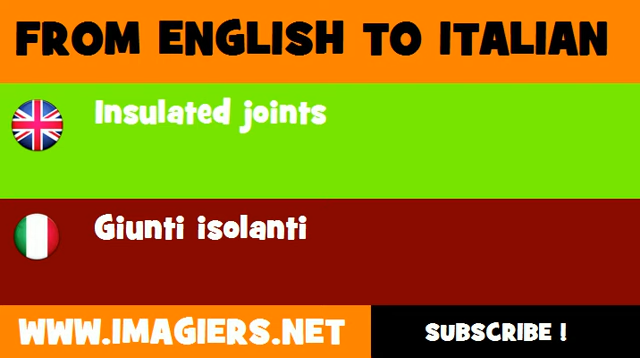 FROM ENGLISH TO ITALIAN
Insulated joints
Giunti isolanti
WWW.IMAGIERS.NET
SUBSCRIBE !